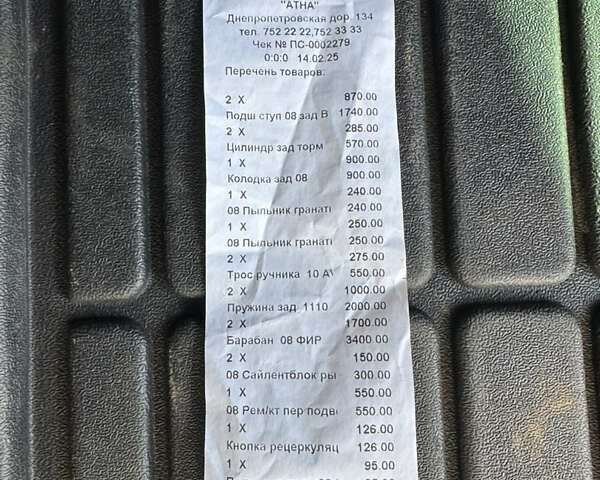 "АТНА"
Днепропетровская дор. 134
тел. 752 22 22,752 33 33
Чек № ПС-0002279
0:0:0 14.02.25
Перечень товаров:
2 X 870.00
Подш ступ 08 зад В 1740.00
2 X 285.00
Цилиндр зад торм 570.00
1 X 900.00
Колодка зад 08 900.00
1 X 240.00
08 Пыльник гранат 240.00
1 X 250.00
08 Пыльник гранат 250.00
2 X 275.00
Трос ручника 10 А 550.00
2 X 1000.00
Пружина зад 1110 2000.00
2 X 1700.00
Барабан 08 ФИР 3400.00
2 X 150.00
08 Сайлентблок ры 300.00
1 X 550.00
08 Рем/кт пер подв 550.00
1 X 126.00
Кнопка рецеркуляц 126.00
1 X 95.00